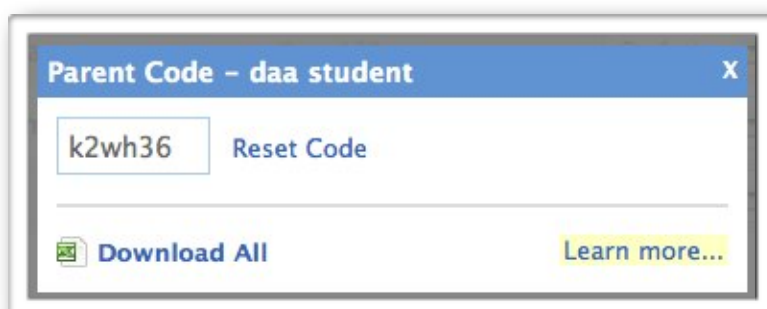 Parent Code – daa student X
k2wh36 Reset Code
Download All Learn more...